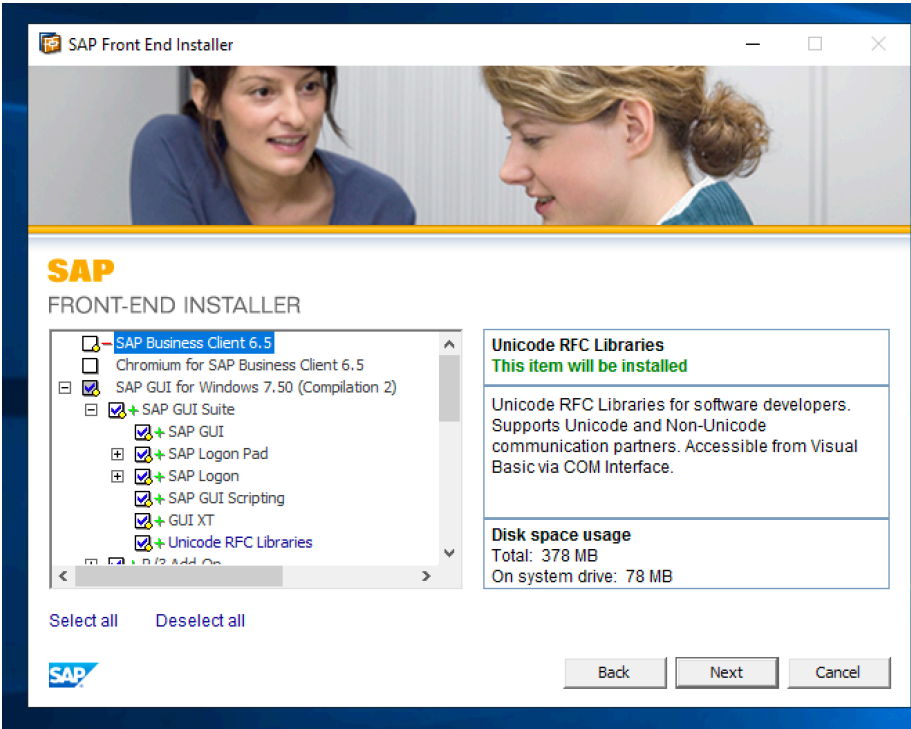 SAP Front End Installer
SAP
FRONT-END INSTALLER
SAP Business Client 6.5
Chromium for SAP Business Client 6.5
SAP GUI for Windows 7.50 (Compilation 2)
SAP GUI Suite
SAP GUI
SAP Logon Pad
SAP Logon
SAP GUI Scripting
GUI XT
Unicode RFC Libraries
R/3 Add-On
Unicode RFC Libraries
This item will be installed
Unicode RFC Libraries for software developers.
Supports Unicode and Non-Unicode
communication partners. Accessible from Visual
Basic via COM Interface.
Disk space usage
Total: 378 MB
On system drive: 78 MB
Select all Deselect all
SAP
Back Next Cancel